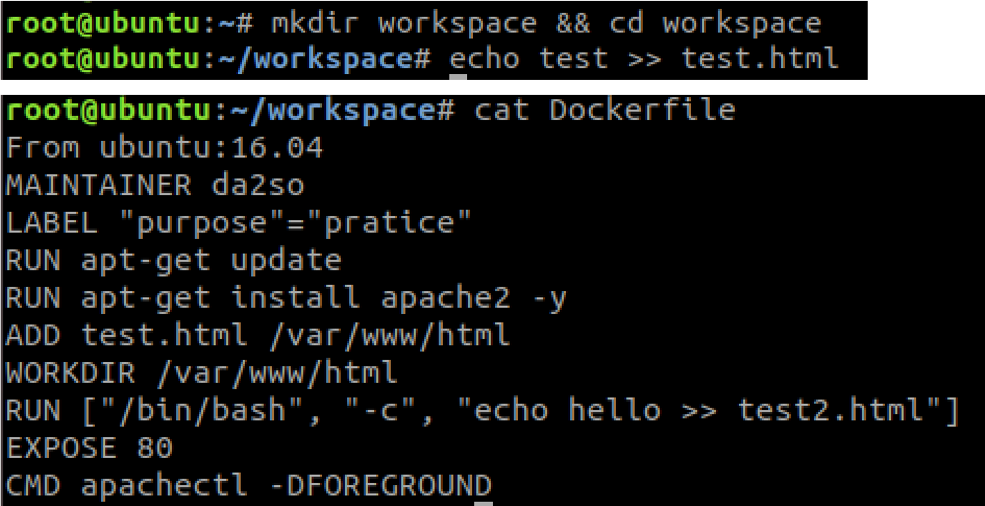 root@ubuntu:~# mkdir workspace && cd workspace
root@ubuntu:~/workspace# echo test >> test.html
root@ubuntu:~/workspace# cat Dockerfile
From ubuntu:16.04
MAINTAINER da2so
LABEL "purpose"="pratice"
RUN apt-get update
RUN apt-get install apache2 -y
ADD test.html /var/www/html
WORKDIR /var/www/html
RUN ["/bin/bash", "-c", "echo hello >> test2.html"]
EXPOSE 80
CMD apachectl -DFOREGROUND